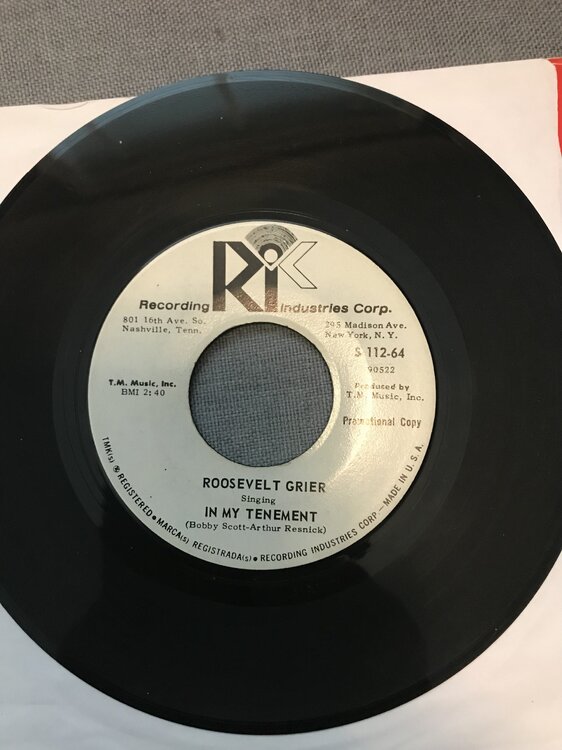 RIC
Recording Industries Corp.
801 16th Ave. So.
Nashville, Tenn.
295 Madison Ave.
New York, N. Y.
S 112-64
90522
T.M. Music, Inc.
BMI 2:40
Produced by
T.M. Music, Inc.
Promotional Copy
ROOSEVELT GRIER
Singing
IN MY TENEMENT
(Bobby Scott-Arthur Resnick)
TMK(s) ® REGISTERED • MARCA(s) REGISTRADA(s) • RECORDING INDUSTRIES CORP — MADE IN U.S.A.